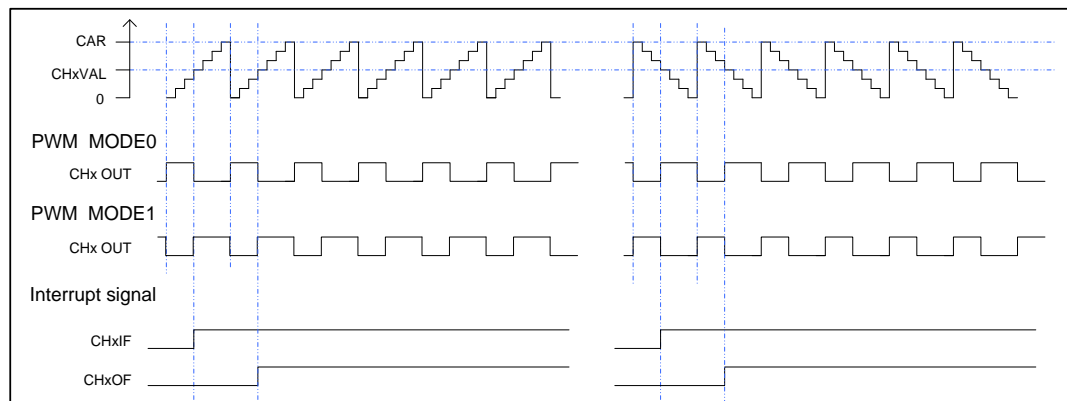 CAR
CHxVAL
0
PWM MODE0
CHx OUT
PWM MODE1
CHx OUT
Interrupt signal
CHxIF
CHxOF